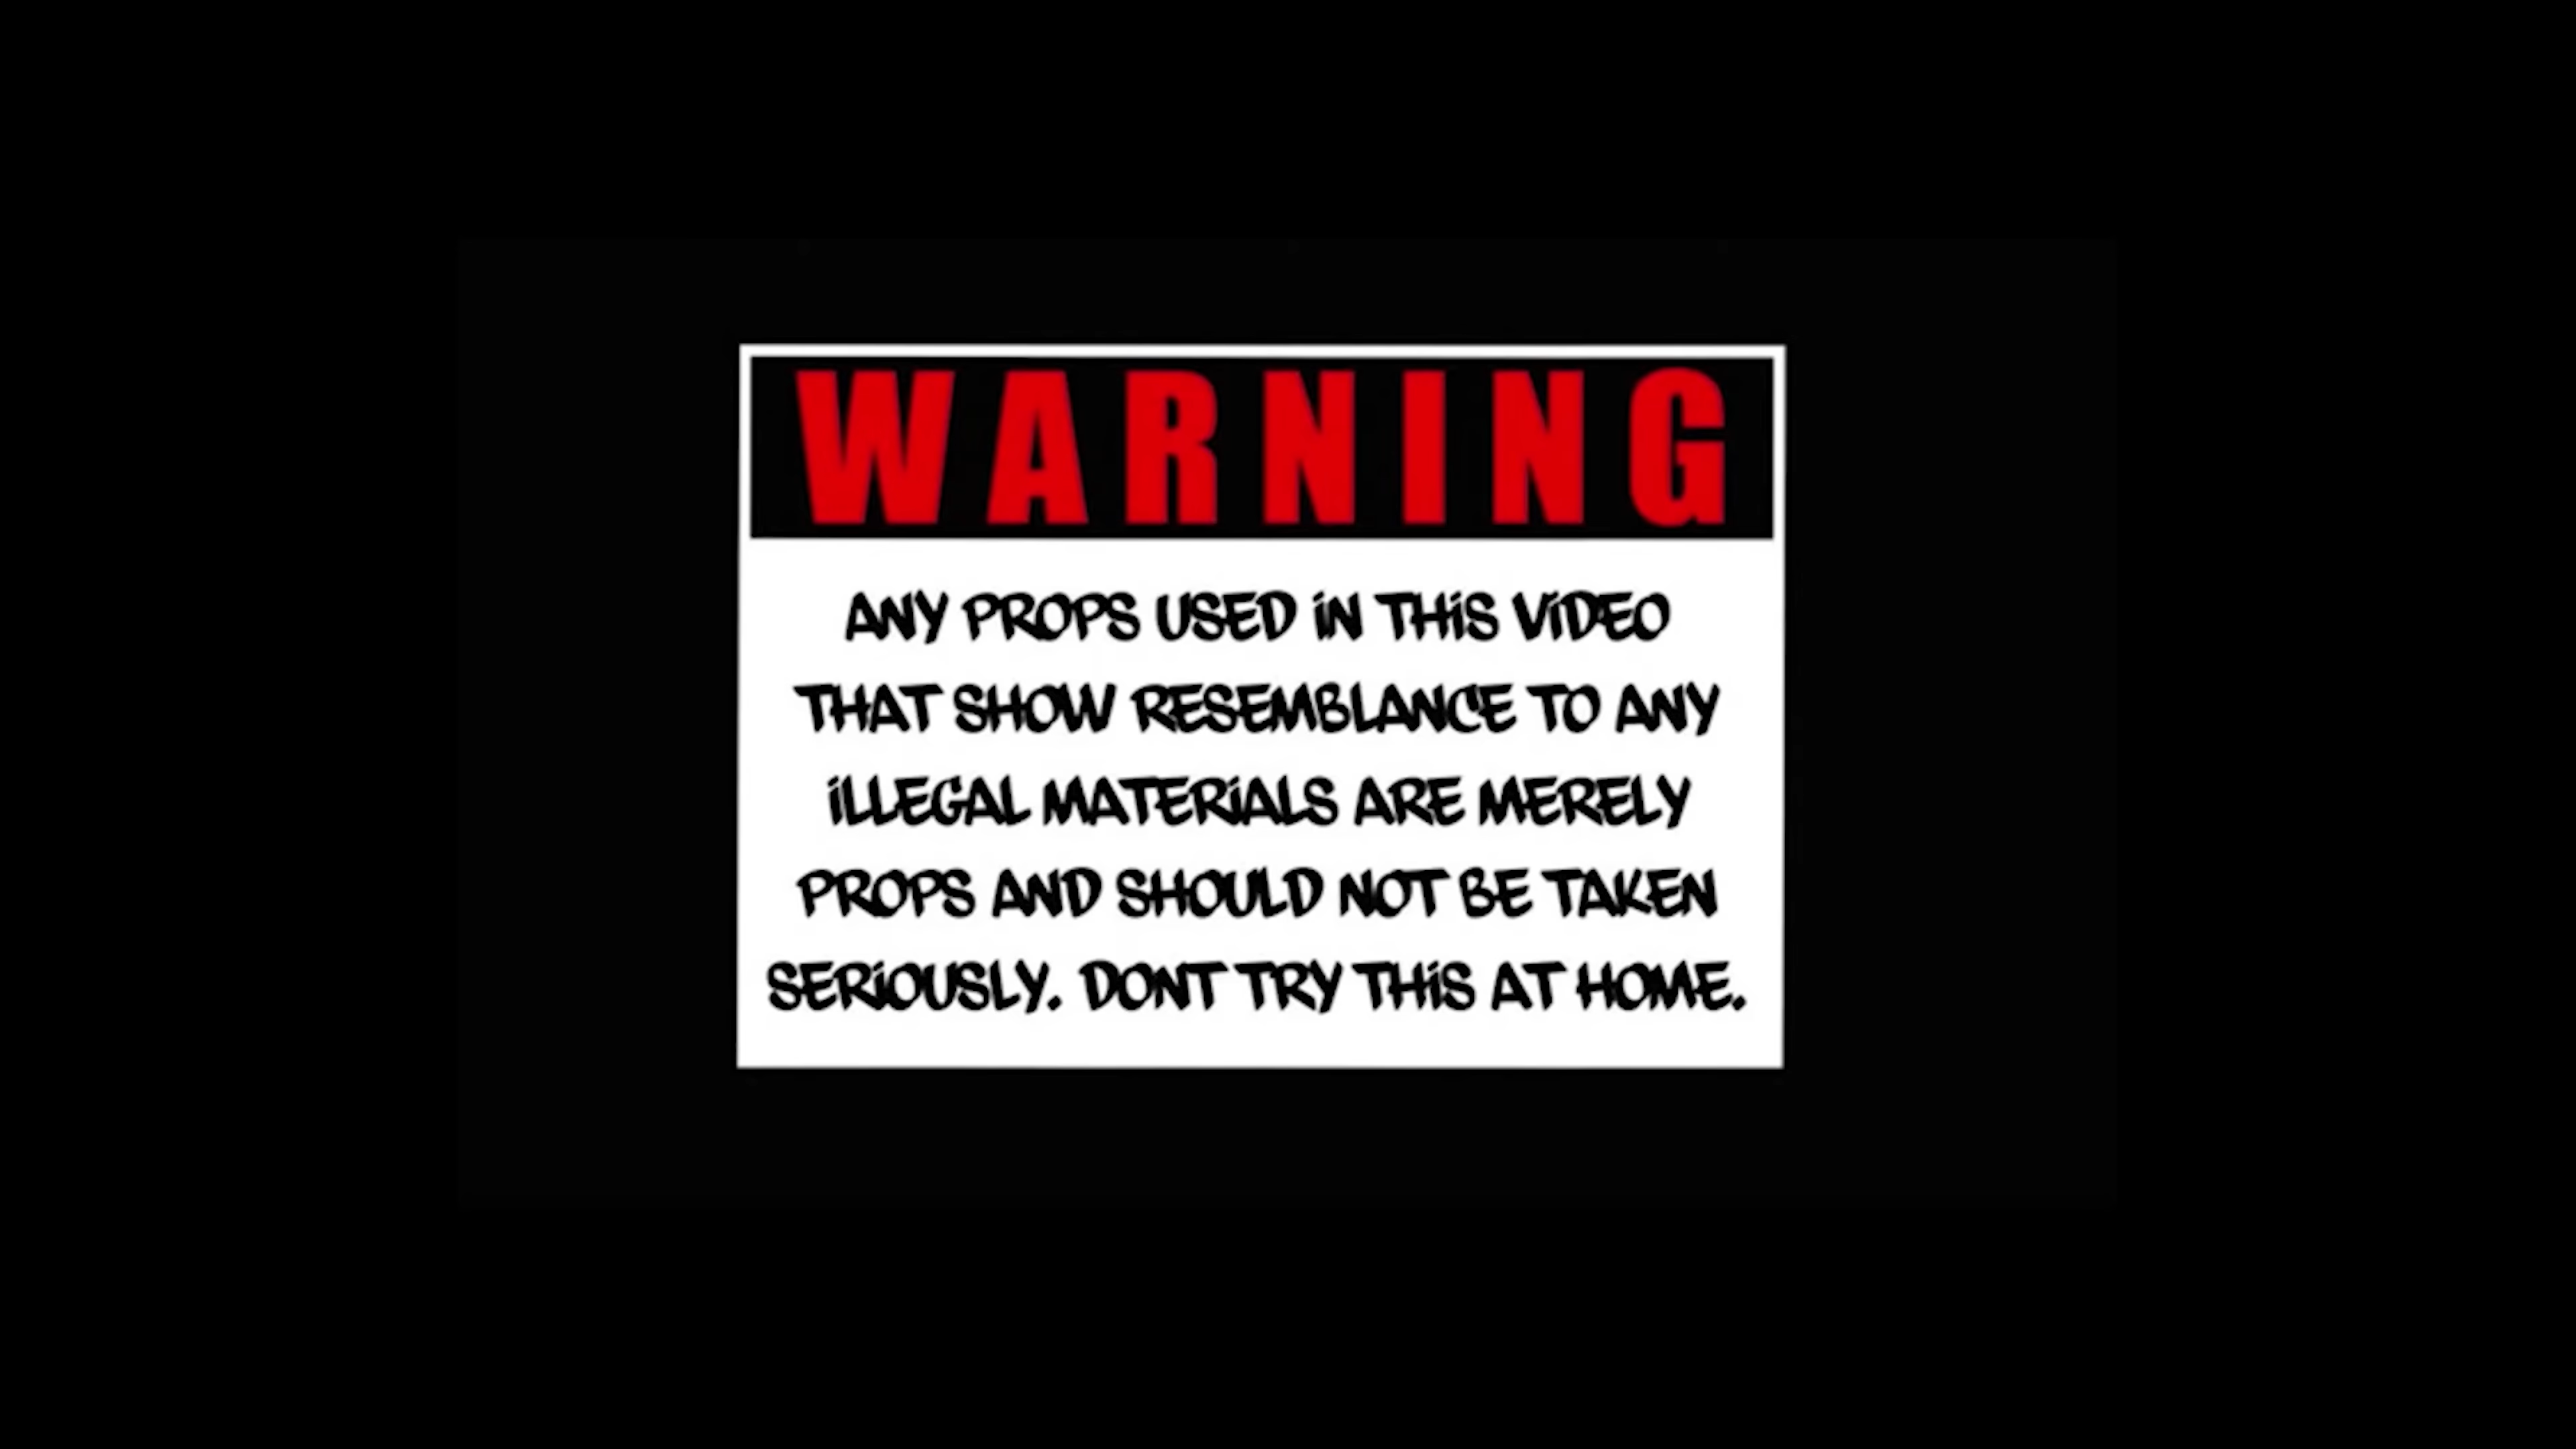 WARNING
ANY PROPS USED iN THiS ViDEO
THAT SHOW RESEMBLANCE TO ANY
iLLEGAL MATERiALS ARE MERELY
PROPS AND SHOULD NOT BE TAKEN
SERiOUSLY. DONT TRY THiS AT HOME.